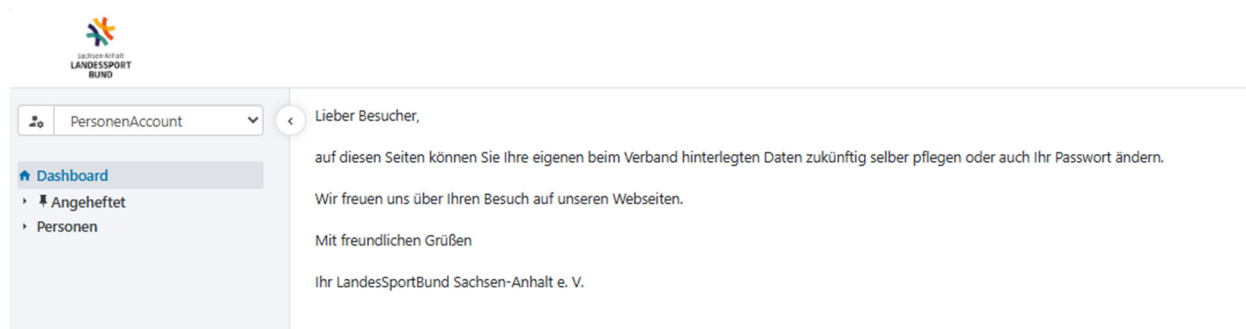 Sachsen-Anhalt
LANDESSPORT
BUND
PersonenAccount
Dashboard
Angeheftet
Personen
Lieber Besucher,
auf diesen Seiten können Sie Ihre eigenen beim Verband hinterlegten Daten zukünftig selber pflegen oder auch Ihr Passwort ändern.
Wir freuen uns über Ihren Besuch auf unseren Webseiten.
Mit freundlichen Grüßen
Ihr LandesSportBund Sachsen-Anhalt e. V.